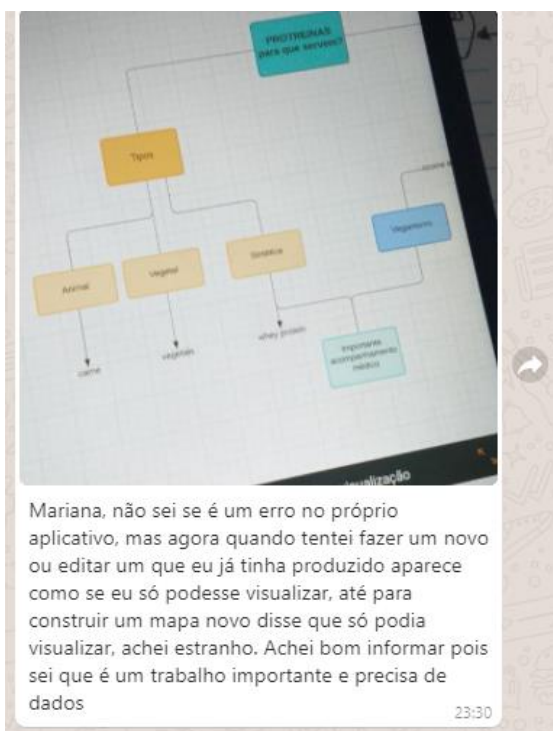 PROTREINAS
para que servem?
Tipos
Animal
Vegetal
Sintética
Veganismo
carne
vegetais
whey protein
Importante
acompanhamento
médico
Mariana, não sei se é um erro no próprio
aplicativo, mas agora quando tentei fazer um novo
ou editar um que eu já tinha produzido aparece
como se eu só podesse visualizar, até para
construir um mapa novo disse que só podia
visualizar, achei estranho. Achei bom informar pois
sei que é um trabalho importante e precisa de
dados
23:30